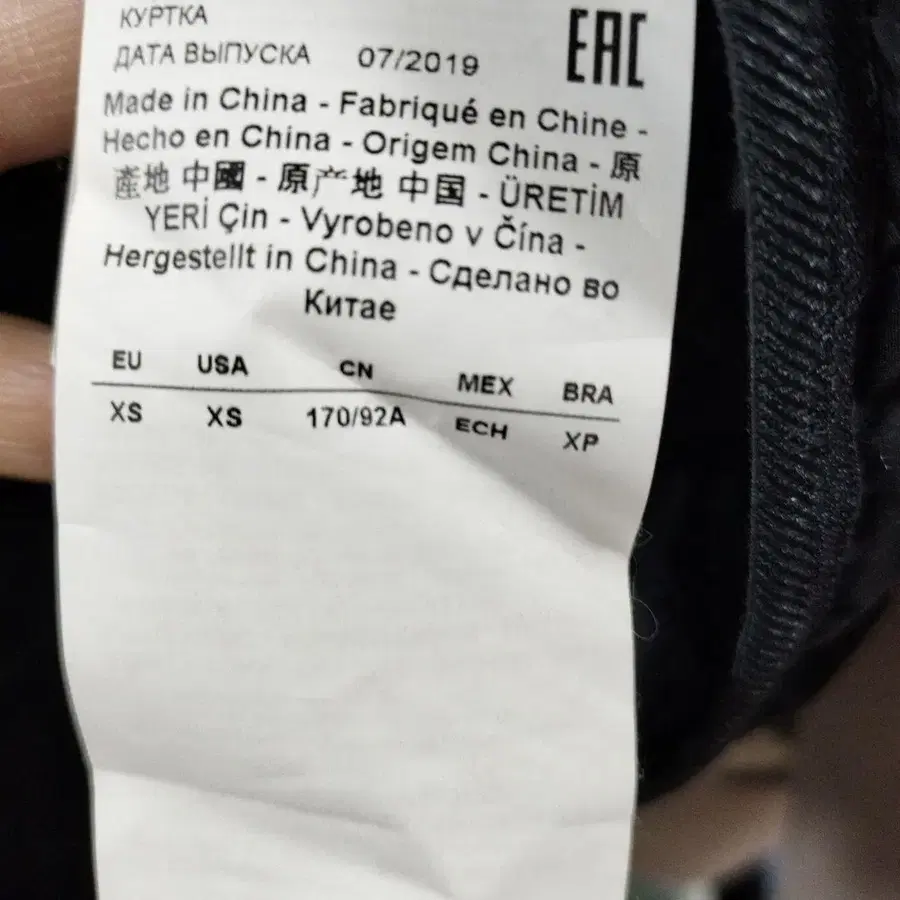 КУРТКА
ДАТА ВЫПУСКА 07/2019
EAC
Made in China - Fabriqué en Chine -
Hecho en China - Origem China - 原
產地 中國 - 原产地 中国 - ÜRETİM
YERİ Çin - Vyrobeno v Čína -
Hergestellt in China - Сделано во
Китае
EU USA CN MEX BRA
XS XS 170/92A ECH XP